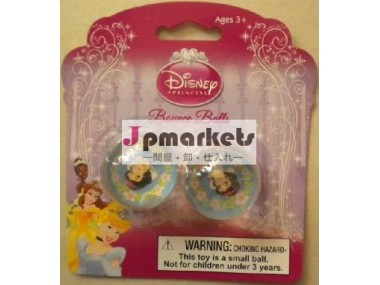 Ages 3+
Disney
PRINCESS
Bounce Balls
Jpmarkets
—問屋・卸・仕入れ—
WARNING: CHOKING HAZARD-
This toy is a small ball.
Not for children under 3 years.